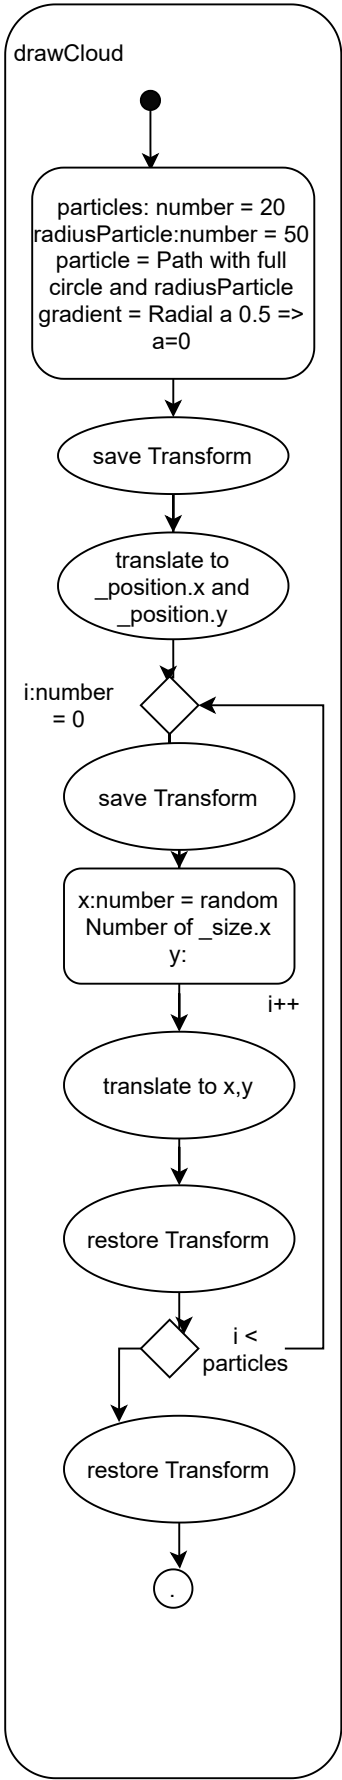 drawCloud
particles: number = 20
radiusParticle:number = 50
particle = Path with full
circle and radiusParticle
gradient = Radial a 0.5 =>
a=0
save Transform
translate to
_position.x and
_position.y
i:number
= 0
save Transform
x:number = random
Number of _size.x
y:
i++
translate to x,y
restore Transform
i <
particles
restore Transform
.